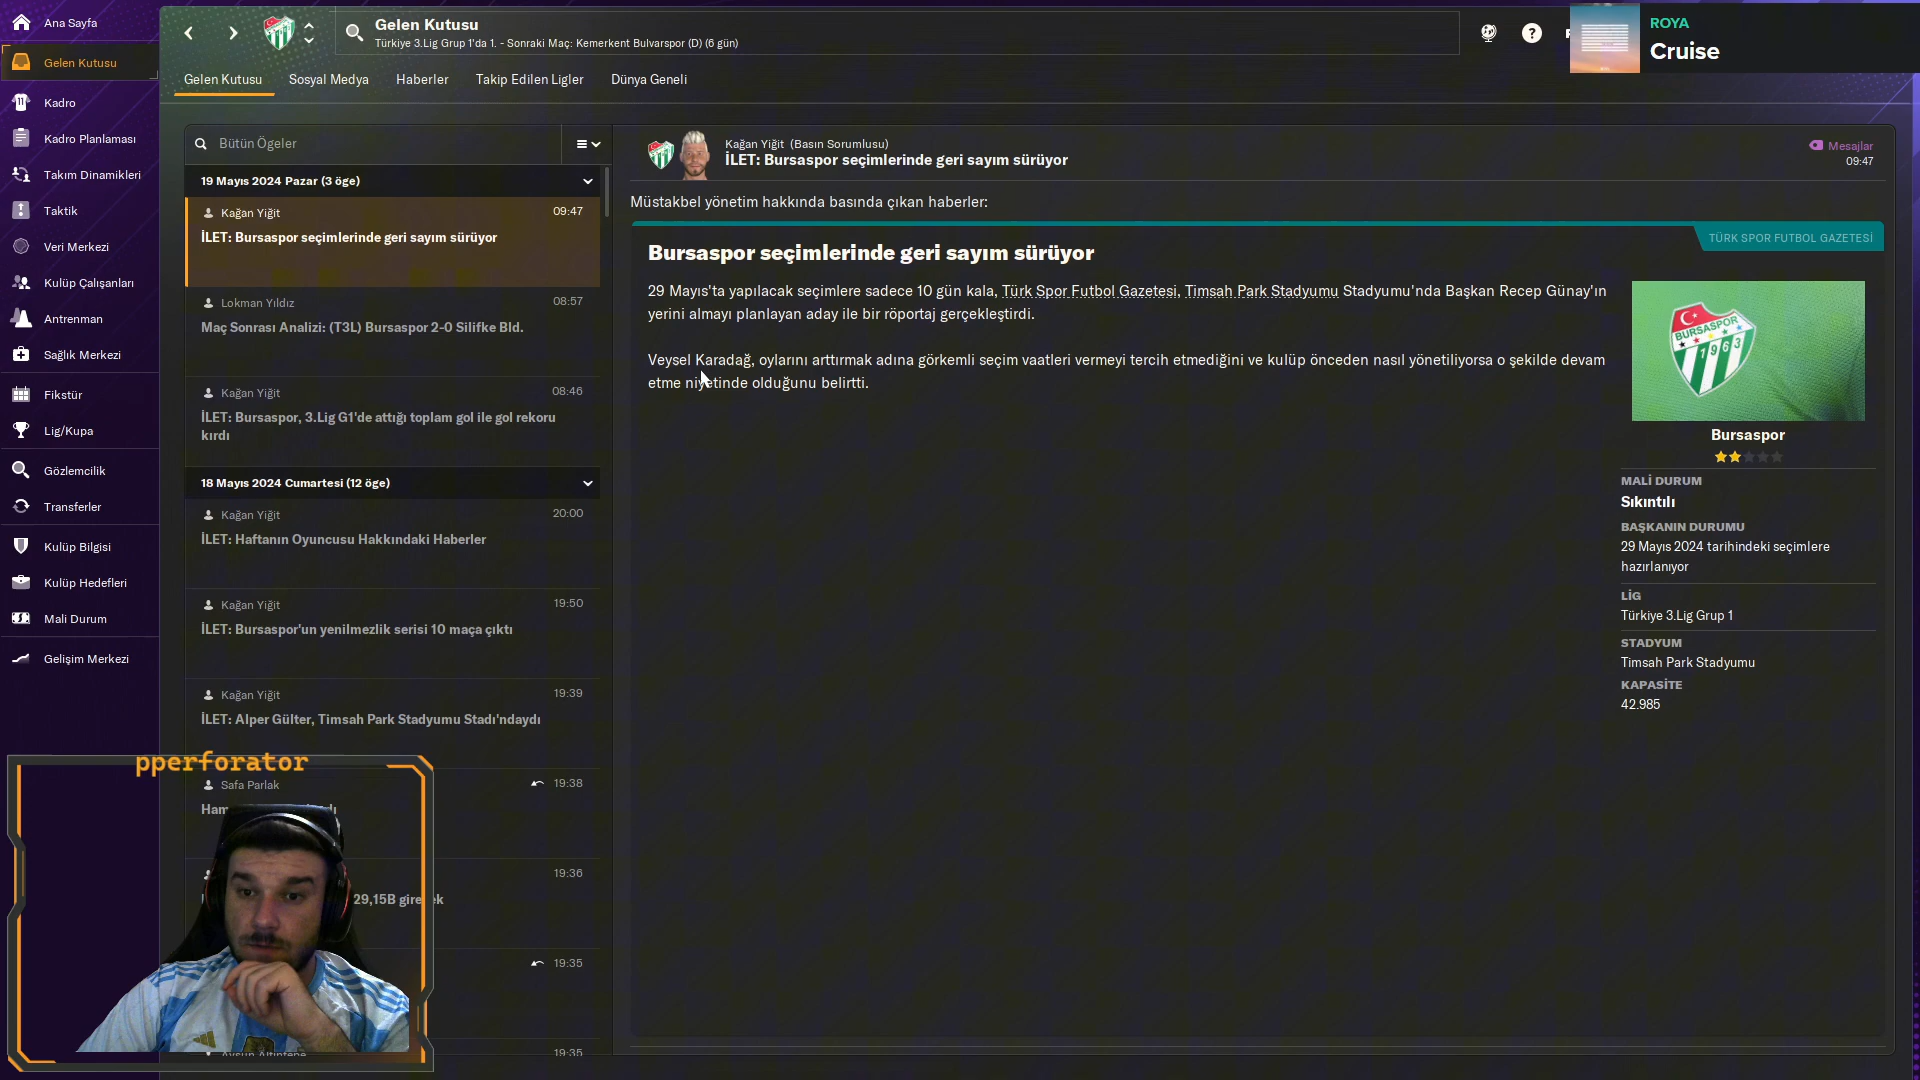 Ana Sayfa
Gelen Kutusu
Kadro
Kadro Planlaması
Takım Dinamikleri
Taktik
Veri Merkezi
Kulüp Çalışanları
Antrenman
Sağlık Merkezi
Fikstür
Lig/Kupa
Gözlemcilik
Transferler
Kulüp Bilgisi
Kulüp Hedefleri
Mali Durum
Gelişim Merkezi
Gelen Kutusu
Türkiye 3.Lig Grup 1'da 1. - Sonraki Maç: Kemerkent Bulvarspor (D) (6 gün)
ROYA
Cruise
Gelen Kutusu Sosyal Medya Haberler Takip Edilen Ligler Dünya Geneli
Bütün Ögeler
19 Mayıs 2024 Pazar (3 öge)
Kağan Yiğit 09:47
İLET: Bursaspor seçimlerinde geri sayım sürüyor
Lokman Yıldız 08:57
Maç Sonrası Analizi: (T3L) Bursaspor 2-0 Silifke Bld.
Kağan Yiğit 08:46
İLET: Bursaspor, 3.Lig G1'de attığı toplam gol ile gol rekoru
kırdı
18 Mayıs 2024 Cumartesi (12 öge)
Kağan Yiğit 20:00
İLET: Haftanın Oyuncusu Hakkındaki Haberler
Kağan Yiğit 19:50
İLET: Bursaspor'un yenilmezlik serisi 10 maça çıktı
Kağan Yiğit 19:39
İLET: Alper Gülter, Timsah Park Stadyumu Stadı'ndaydı
Safa Parlak 19:38
19:36
29,15B
19:35
19:35
pperforator
Kağan Yiğit (Basın Sorumlusu)
İLET: Bursaspor seçimlerinde geri sayım sürüyor
Mesajlar
09:47
Müstakbel yönetim hakkında basında çıkan haberler:
TÜRK SPOR FUTBOL GAZETESİ
Bursaspor seçimlerinde geri sayım sürüyor
29 Mayıs'ta yapılacak seçimlere sadece 10 gün kala, Türk Spor Futbol Gazetesi, Timsah Park Stadyumu Stadyumu'nda Başkan Recep Günay'ın
yerini almayı planlayan aday ile bir röportaj gerçekleştirdi.
Veysel Karadağ, oylarını arttırmak adına görkemli seçim vaatleri vermeyi tercih etmediğini ve kulüp önceden nasıl yönetiliyorsa o şekilde devam
etme niyetinde olduğunu belirtti.
BURSASPOR
1963
Bursaspor
MALİ DURUM
Sıkıntılı
BAŞKANIN DURUMU
29 Mayıs 2024 tarihindeki seçimlere
hazırlanıyor
LİG
Türkiye 3.Lig Grup 1
STADYUM
Timsah Park Stadyumu
KAPASİTE
42.985